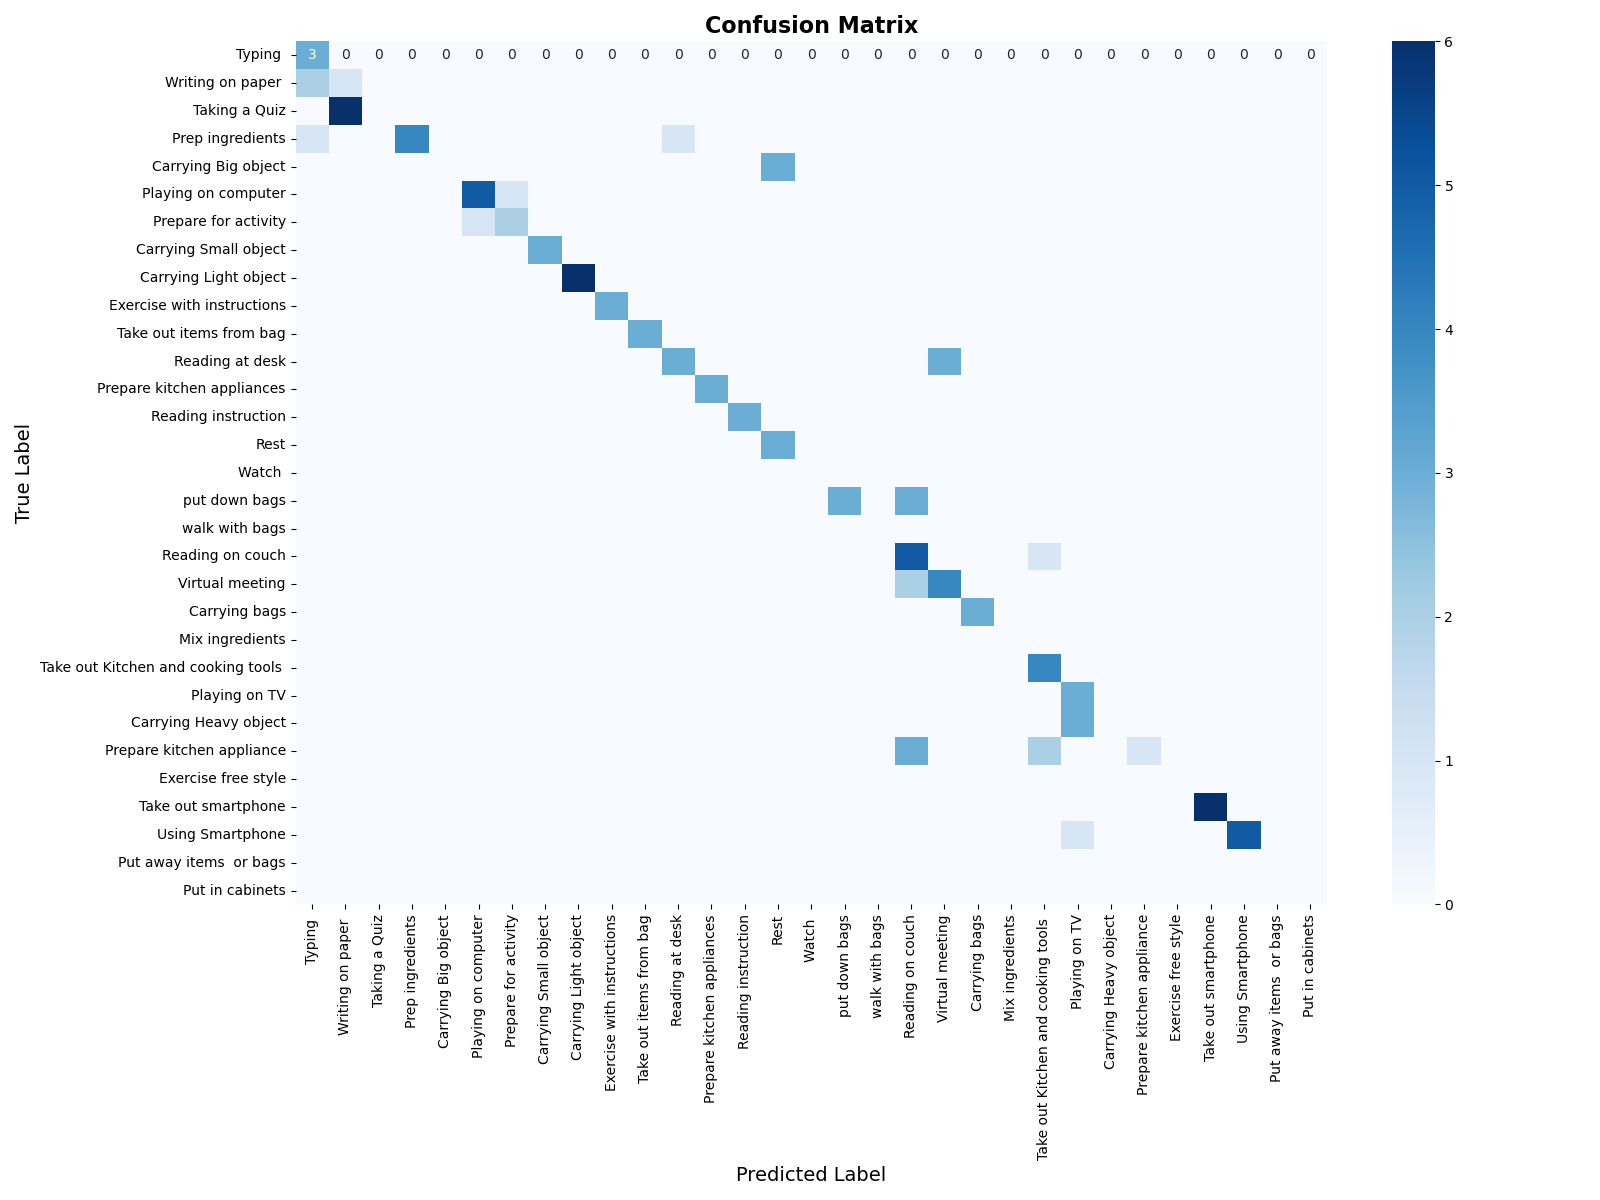 Confusion Matrix
Typing 3 0 0 0 0 0 0 0 0 0 0 0 0 0 0 0 0 0 0 0 0 0 0 0 0 0 0 0 0 0 0
Writing on paper
Taking a Quiz
Prep ingredients
Carrying Big object
Playing on computer
Prepare for activity
Carrying Small object
Carrying Light object
Exercise with instructions
Take out items from bag
Reading at desk
Prepare kitchen appliances
Reading instruction
Rest
Watch
put down bags
walk with bags
Reading on couch
Virtual meeting
Carrying bags
Mix ingredients
Take out Kitchen and cooking tools
Playing on TV
Carrying Heavy object
Prepare kitchen appliance
Exercise free style
Take out smartphone
Using Smartphone
Put away items  or bags
Put in cabinets
True Label
Typing
Writing on paper
Taking a Quiz
Prep ingredients
Carrying Big object
Playing on computer
Prepare for activity
Carrying Small object
Carrying Light object
Exercise with instructions
Take out items from bag
Reading at desk
Prepare kitchen appliances
Reading instruction
Rest
Watch
put down bags
walk with bags
Reading on couch
Virtual meeting
Carrying bags
Mix ingredients
Take out Kitchen and cooking tools
Playing on TV
Carrying Heavy object
Prepare kitchen appliance
Exercise free style
Take out smartphone
Using Smartphone
Put away items  or bags
Put in cabinets
Predicted Label
6
5
4
3
2
1
0